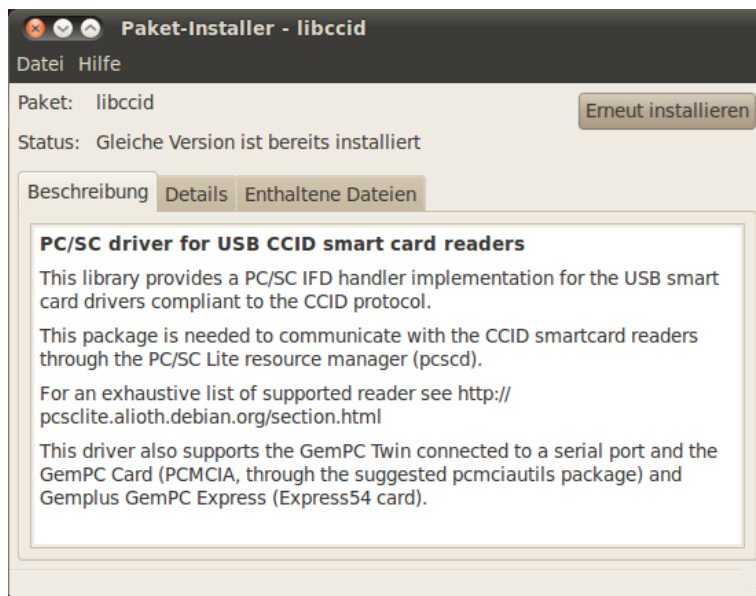 Paket-Installer - libccid
Datei Hilfe
Paket: libccid
Erneut installieren
Status: Gleiche Version ist bereits installiert
Beschreibung Details Enthaltene Dateien
PC/SC driver for USB CCID smart card readers
This library provides a PC/SC IFD handler implementation for the USB smart
card drivers compliant to the CCID protocol.
This package is needed to communicate with the CCID smartcard readers
through the PC/SC Lite resource manager (pcscd).
For an exhaustive list of supported reader see http://
pcsclite.alioth.debian.org/section.html
This driver also supports the GemPC Twin connected to a serial port and the
GemPC Card (PCMCIA, through the suggested pcmciautils package) and
Gemplus GemPC Express (Express54 card).